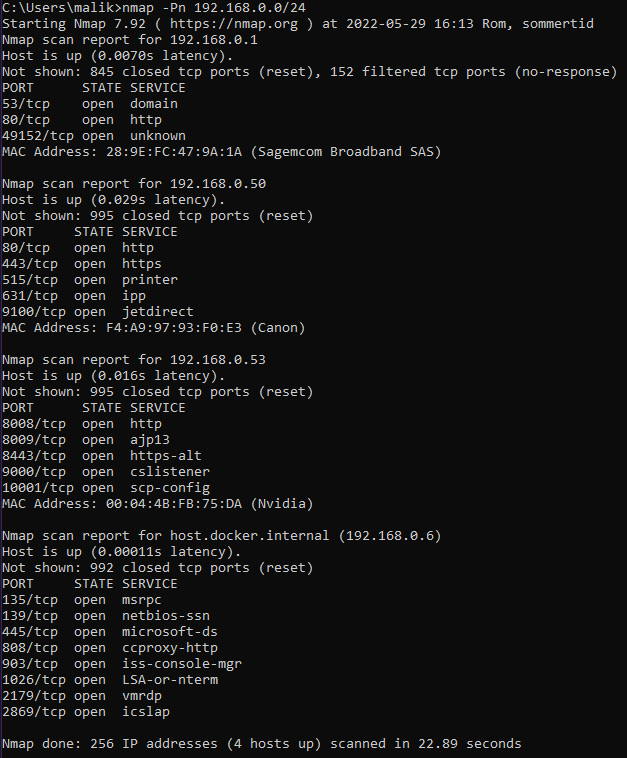 C:\Users\malik>nmap -Pn 192.168.0.0/24
Starting Nmap 7.92 ( https://nmap.org ) at 2022-05-29 16:13 Rom, sommertid
Nmap scan report for 192.168.0.1
Host is up (0.0070s latency).
Not shown: 845 closed tcp ports (reset), 152 filtered tcp ports (no-response)
PORT      STATE SERVICE
53/tcp    open  domain
80/tcp    open  http
49152/tcp open  unknown
MAC Address: 28:9E:FC:47:9A:1A (Sagemcom Broadband SAS)

Nmap scan report for 192.168.0.50
Host is up (0.029s latency).
Not shown: 995 closed tcp ports (reset)
PORT     STATE SERVICE
80/tcp   open  http
443/tcp  open  https
515/tcp  open  printer
631/tcp  open  ipp
9100/tcp open  jetdirect
MAC Address: F4:A9:97:93:F0:E3 (Canon)

Nmap scan report for 192.168.0.53
Host is up (0.016s latency).
Not shown: 995 closed tcp ports (reset)
PORT      STATE SERVICE
8008/tcp  open  http
8009/tcp  open  ajp13
8443/tcp  open  https-alt
9000/tcp  open  cslistener
10001/tcp open  scp-config
MAC Address: 00:04:4B:FB:75:DA (Nvidia)

Nmap scan report for host.docker.internal (192.168.0.6)
Host is up (0.00011s latency).
Not shown: 992 closed tcp ports (reset)
PORT     STATE SERVICE
135/tcp  open  msrpc
139/tcp  open  netbios-ssn
445/tcp  open  microsoft-ds
808/tcp  open  ccproxy-http
903/tcp  open  iss-console-mgr
1026/tcp open  LSA-or-nterm
2179/tcp open  vmrdp
2869/tcp open  icslap

Nmap done: 256 IP addresses (4 hosts up) scanned in 22.89 seconds